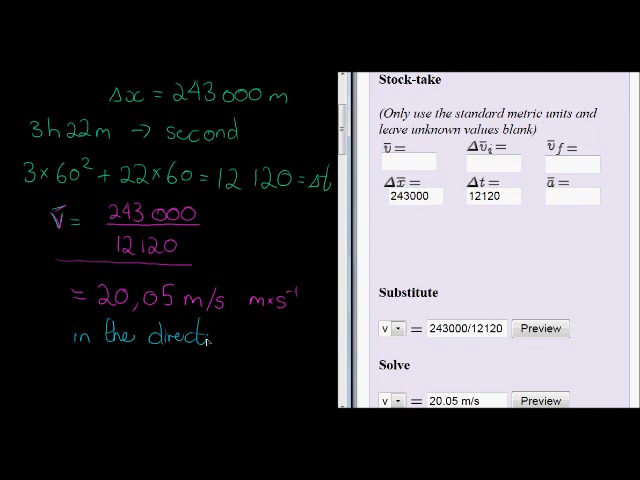 Δx = 243 000 m
3h 22m → second
3 × 60² + 22 × 60 = 12 120 = Δt
v̄ = 243 000
12120
= 20,05 m/s m×s⁻¹
in the direct
Stock-take
(Only use the standard metric units and
leave unknown values blank)
v̄ = Δv̄ᵢ = v̄f =
Δx̄ = Δt = ā =
243000 12120
Substitute
v = 243000/12120 Preview
Solve
v = 20.05 m/s Preview